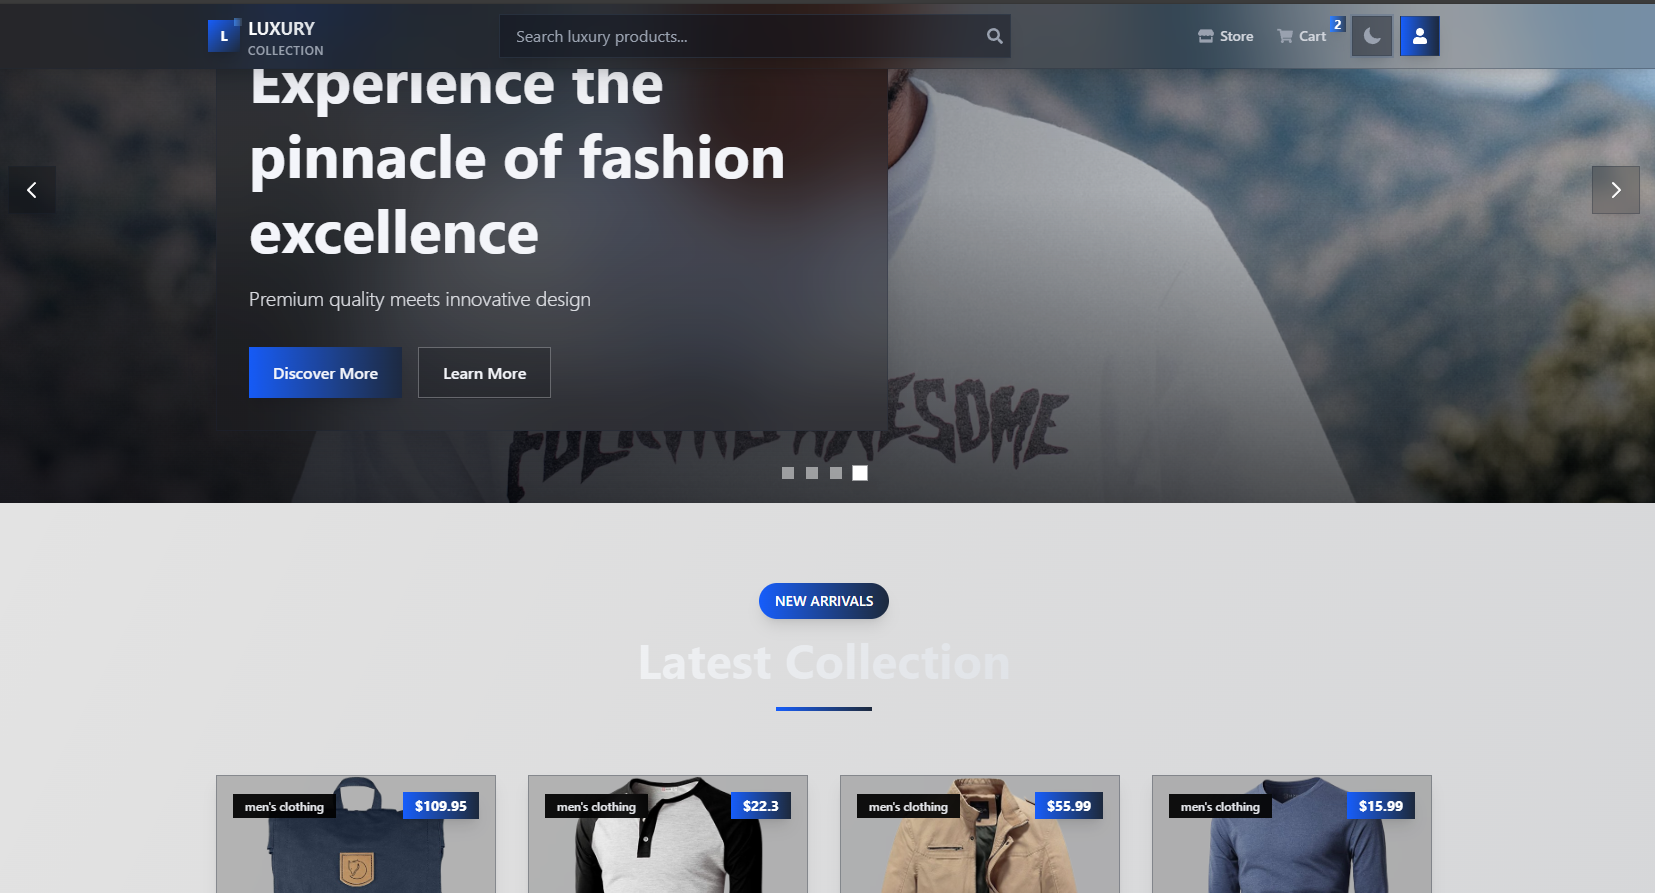 L
LUXURY
COLLECTION
Search luxury products...
Store
Cart
2
Experience the
pinnacle of fashion
excellence
Premium quality meets innovative design
Discover More
Learn More
AWESOME
NEW ARRIVALS
Latest Collection
men's clothing
$109.95
men's clothing
$22.3
men's clothing
$55.99
men's clothing
$15.99